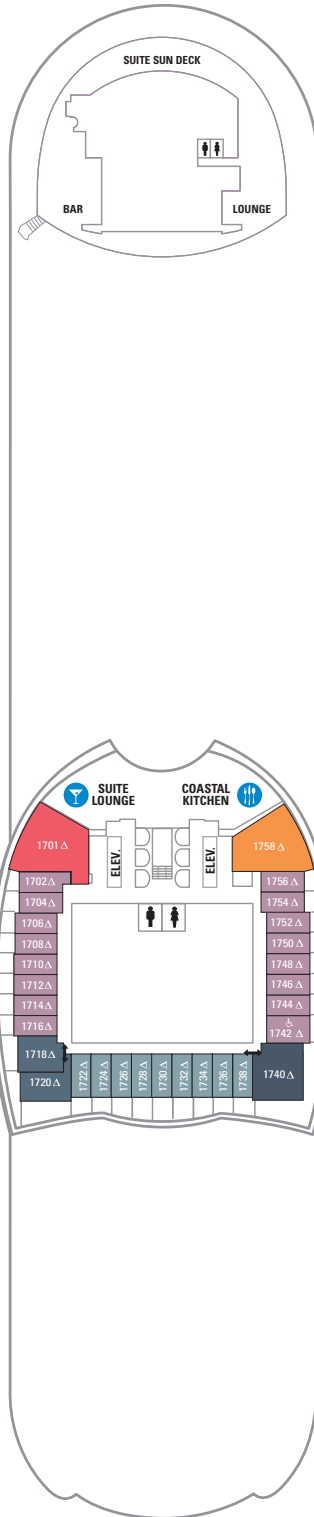 SUITE SUN DECK
BAR
LOUNGE
SUITE
LOUNGE
COASTAL
KITCHEN
ELEV.
ELEV.
1701 Δ
1758 Δ
1702 Δ
1756 Δ
1704 Δ
1754 Δ
1706 Δ
1752 Δ
1708 Δ
1750 Δ
1710 Δ
1748 Δ
1712 Δ
1746 Δ
1714 Δ
1744 Δ
1716 Δ
1742 Δ
1718 Δ
1720 Δ
1722 Δ
1724 Δ
1726 Δ
1728 Δ
1730 Δ
1732 Δ
1734 Δ
1736 Δ
1738 Δ
1740 Δ